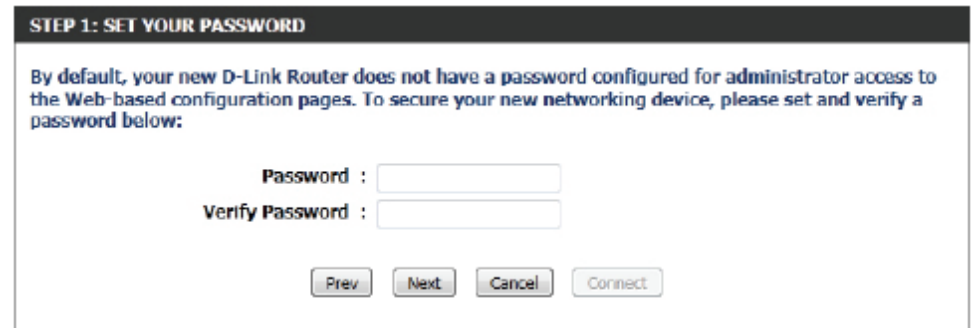 STEP 1: SET YOUR PASSWORD
By default, your new D-Link Router does not have a password configured for administrator access to
the Web-based configuration pages. To secure your new networking device, please set and verify a
password below:
Password :
Verify Password :
Prev Next Cancel Connect